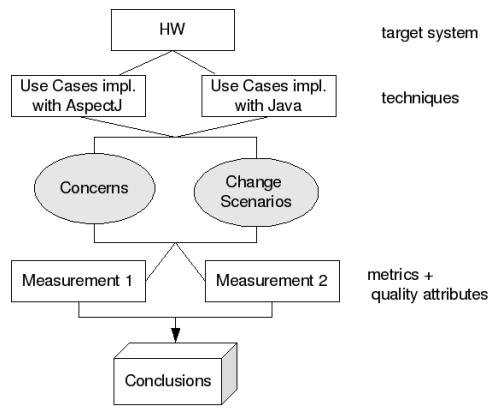 HW
target system
Use Cases impl.
with AspectJ
Use Cases impl.
with Java
techniques
Concerns
Change
Scenarios
Measurement 1
Measurement 2
metrics +
quality attributes
Conclusions